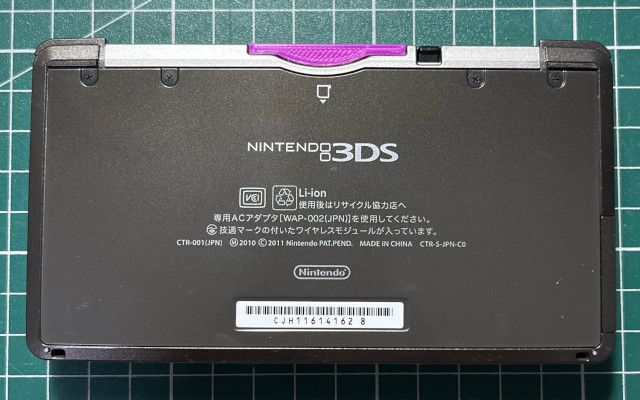 NINTENDO 3DS
VCI Li-ion
使用後はリサイクル協力店へ
専用ACアダプタ[WAP-002(JPN)]を使用してください。
技適マークの付いたワイヤレスモジュールが入っています。
CTR-001(JPN) Ⓜ 2010 Ⓒ 2011 Nintendo PAT.PEND. MADE IN CHINA CTR-S-JPN-C0
Nintendo
CJH11614162 8